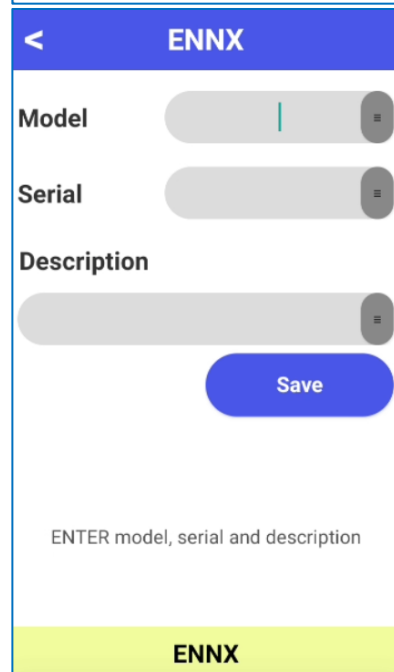 < ENNX
Model
≡
Serial
≡
Description
≡
Save
ENTER model, serial and description
ENNX